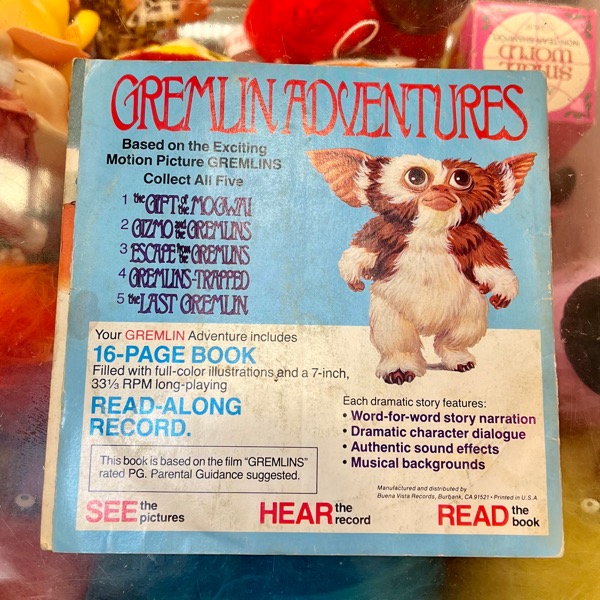 GREMLIN ADVENTURES
Based on the Exciting
Motion Picture GREMLINS
Collect All Five
1 the GIFT of the MOGWAI
2 GIZMO and the GREMLINS
3 ESCAPE from the GREMLINS
4 GREMLINS-TRAPPED
5 the LAST GREMLIN
Your GREMLIN Adventure includes
16-PAGE BOOK
Filled with full-color illustrations and a 7-inch,
33⅓ RPM long-playing
READ-ALONG
RECORD.
This book is based on the film "GREMLINS"
rated PG. Parental Guidance suggested.
Each dramatic story features:
• Word-for-word story narration
• Dramatic character dialogue
• Authentic sound effects
• Musical backgrounds
Manufactured and distributed by
Buena Vista Records, Burbank, CA 91521 • Printed in U.S.A
SEE the pictures
HEAR the record
READ the book
SMALL
WORLD